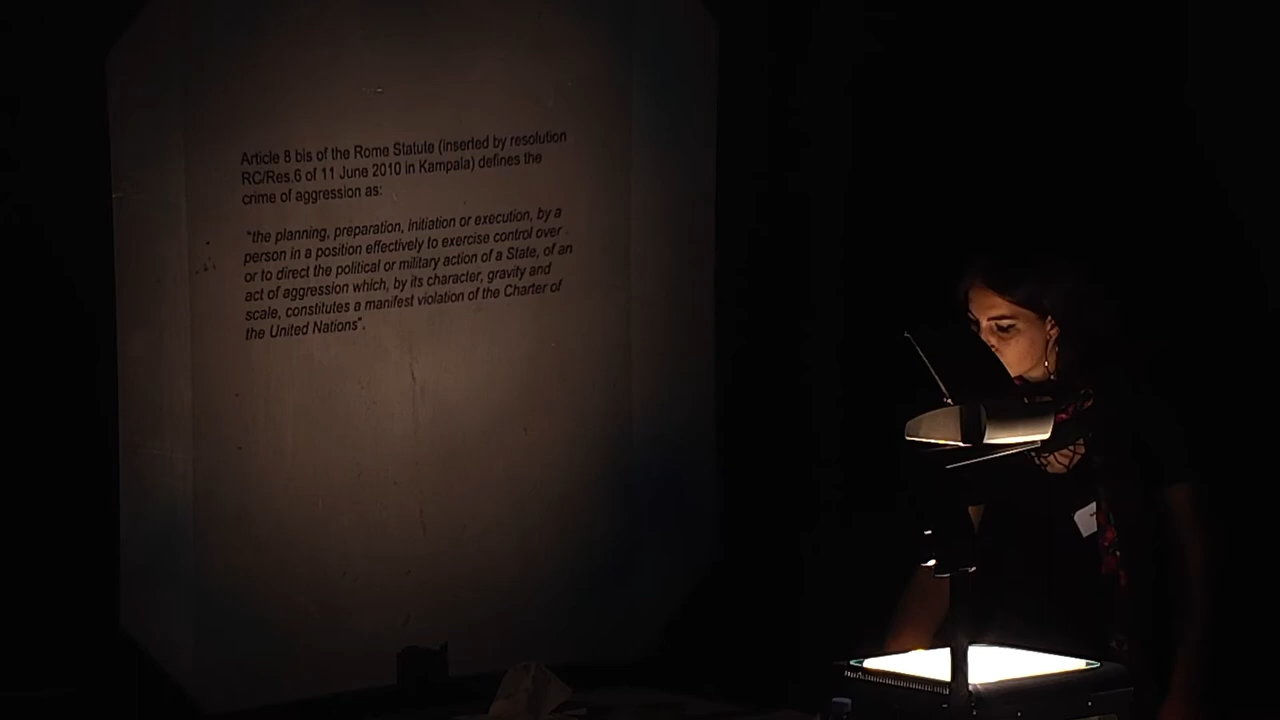 Article 8 bis of the Rome Statute (inserted by resolution
RC/Res.6 of 11 June 2010 in Kampala) defines the
crime of aggression as:
"the planning, preparation, initiation or execution, by a
person in a position effectively to exercise control over
or to direct the political or military action of a State, of an
act of aggression which, by its character, gravity and
scale, constitutes a manifest violation of the Charter of
the United Nations".